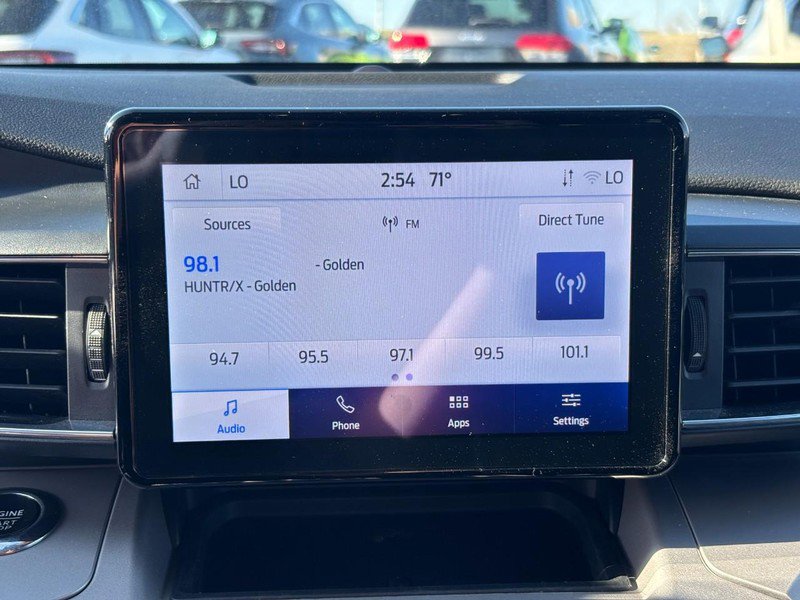 LO 2:54 71° LO
Sources FM Direct Tune
98.1 - Golden
HUNTR/X - Golden
94.7 95.5 97.1 99.5 101.1
Audio Phone Apps Settings